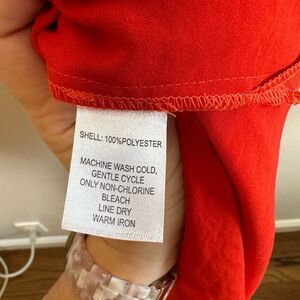 SHELL: 100%POLYESTER
MACHINE WASH COLD,
GENTLE CYCLE
ONLY NON-CHLORINE
BLEACH
LINE DRY
WARM IRON